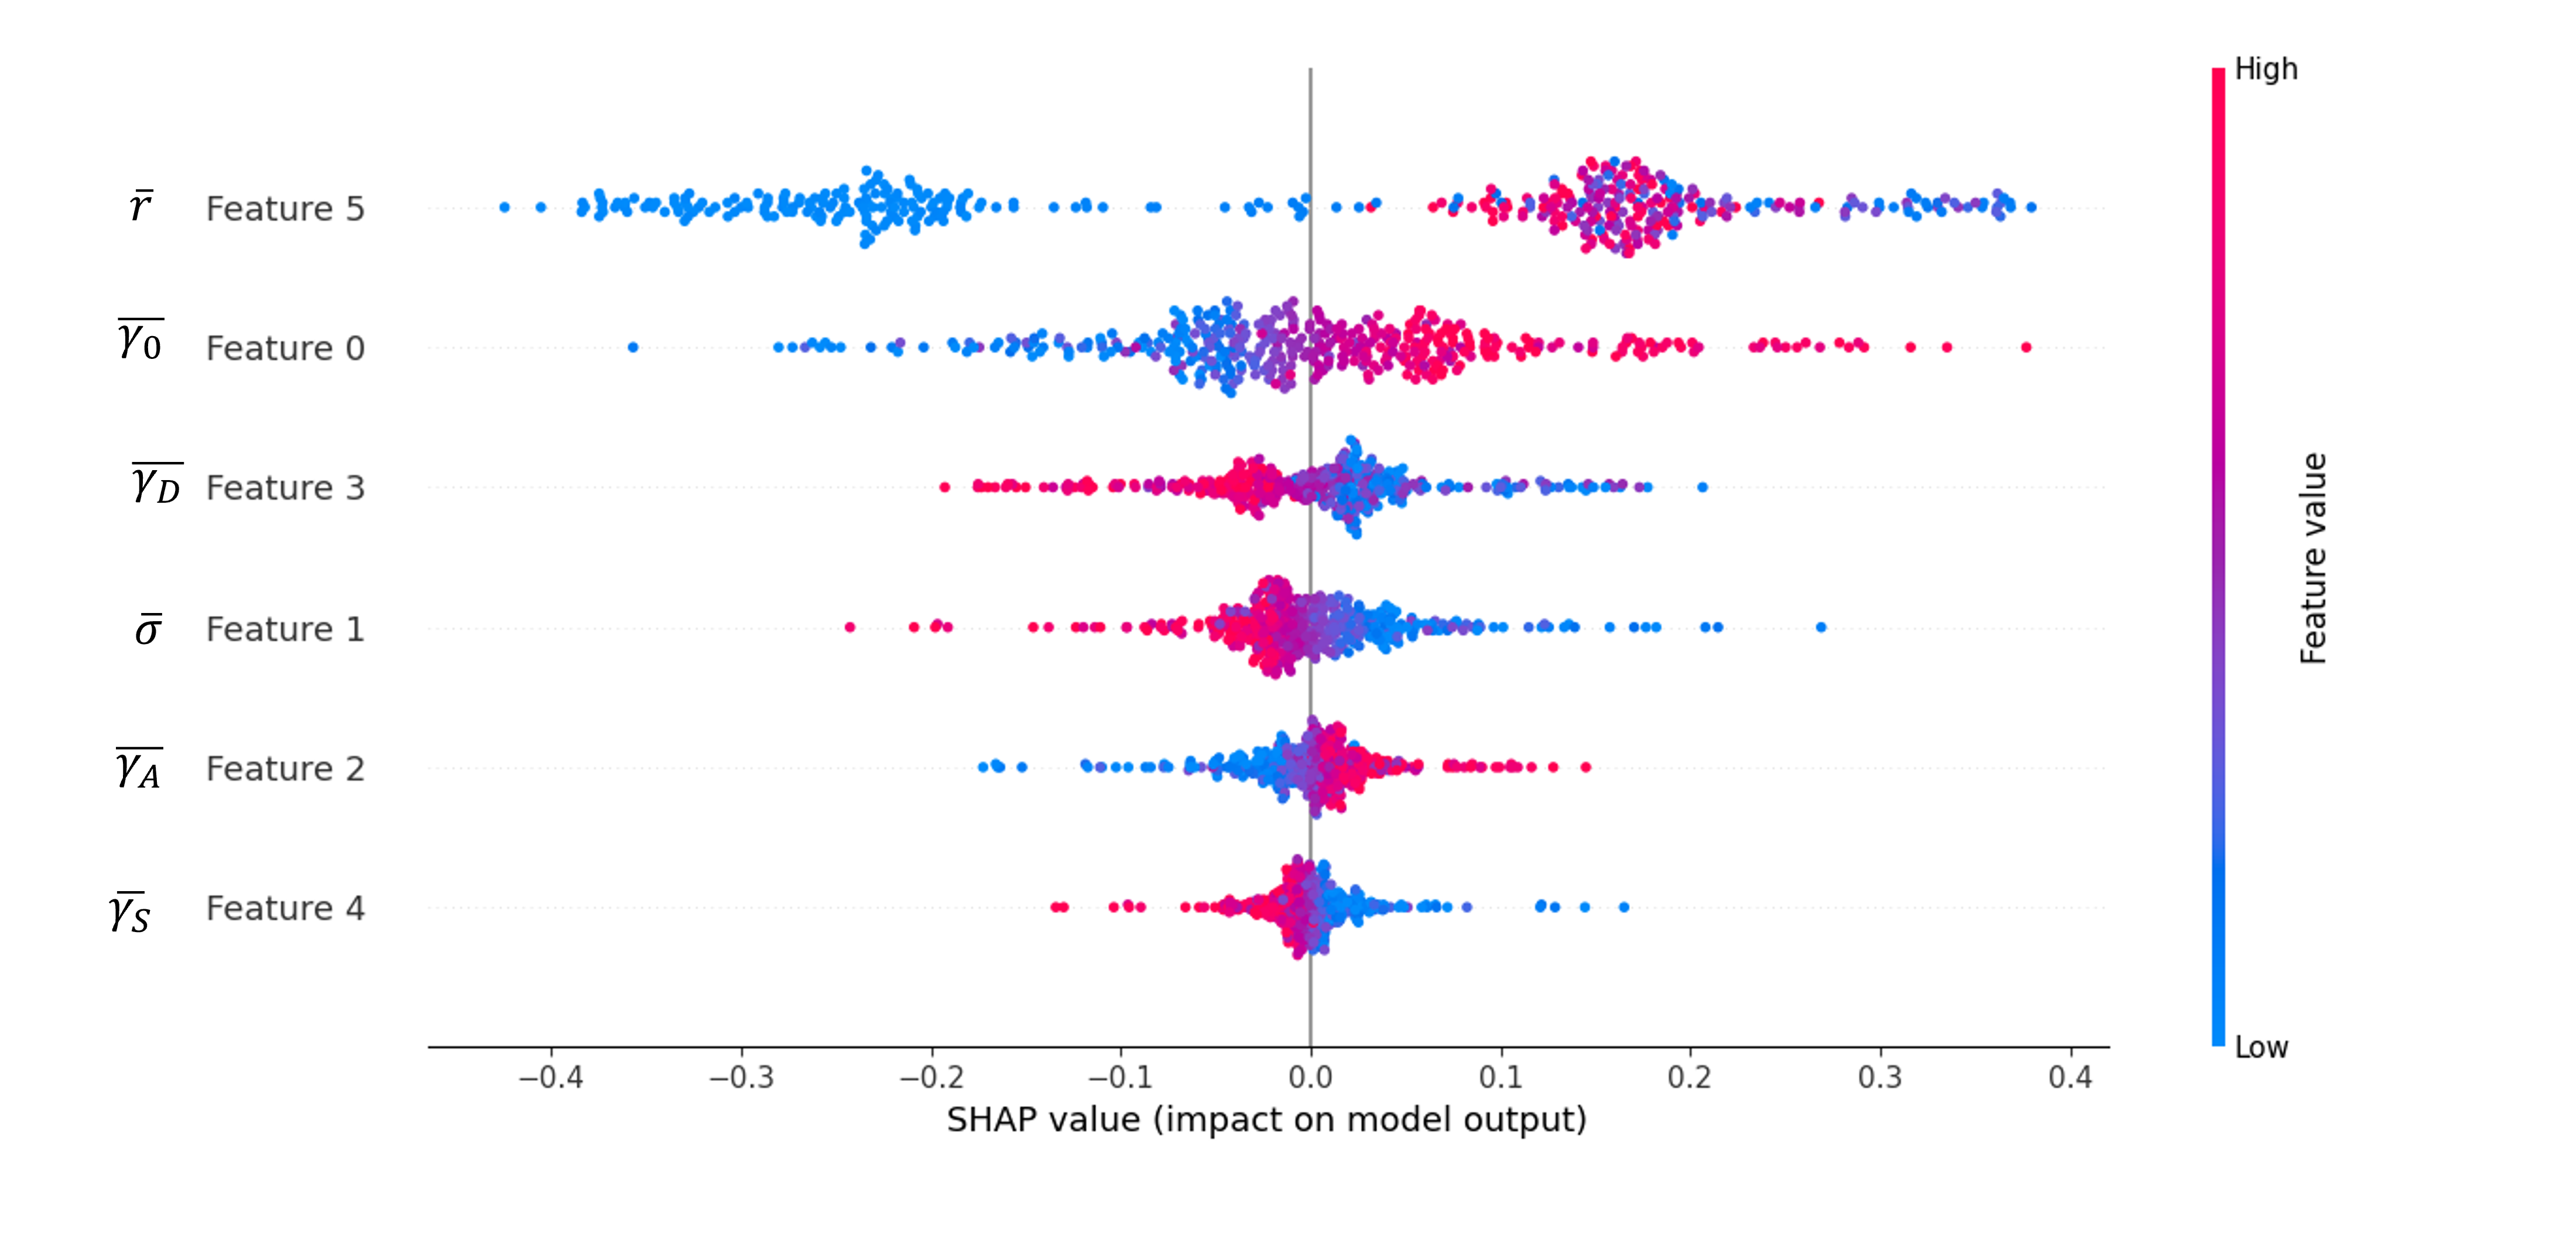 High
r̄ Feature 5
γ̅₀ Feature 0
γ̅_D Feature 3
σ̄ Feature 1
γ̅_A Feature 2
γ̅_S Feature 4
Feature value
Low
−0.4 −0.3 −0.2 −0.1 0.0 0.1 0.2 0.3 0.4
SHAP value (impact on model output)